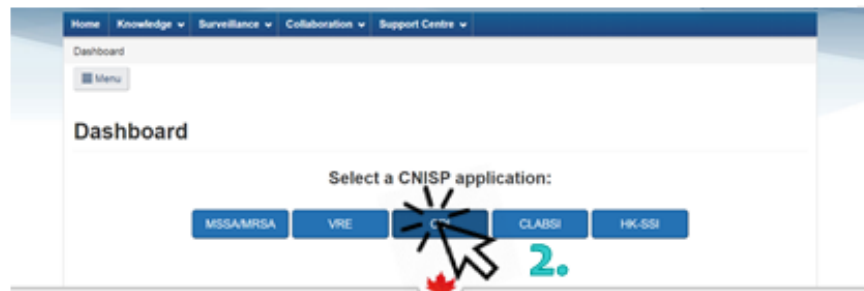 Home Knowledge Surveillance Collaboration Support Centre
Dashboard
Menu
Dashboard
Select a CNISP application:
MSSA/MRSA VRE CLABSI HK-SSI
2.